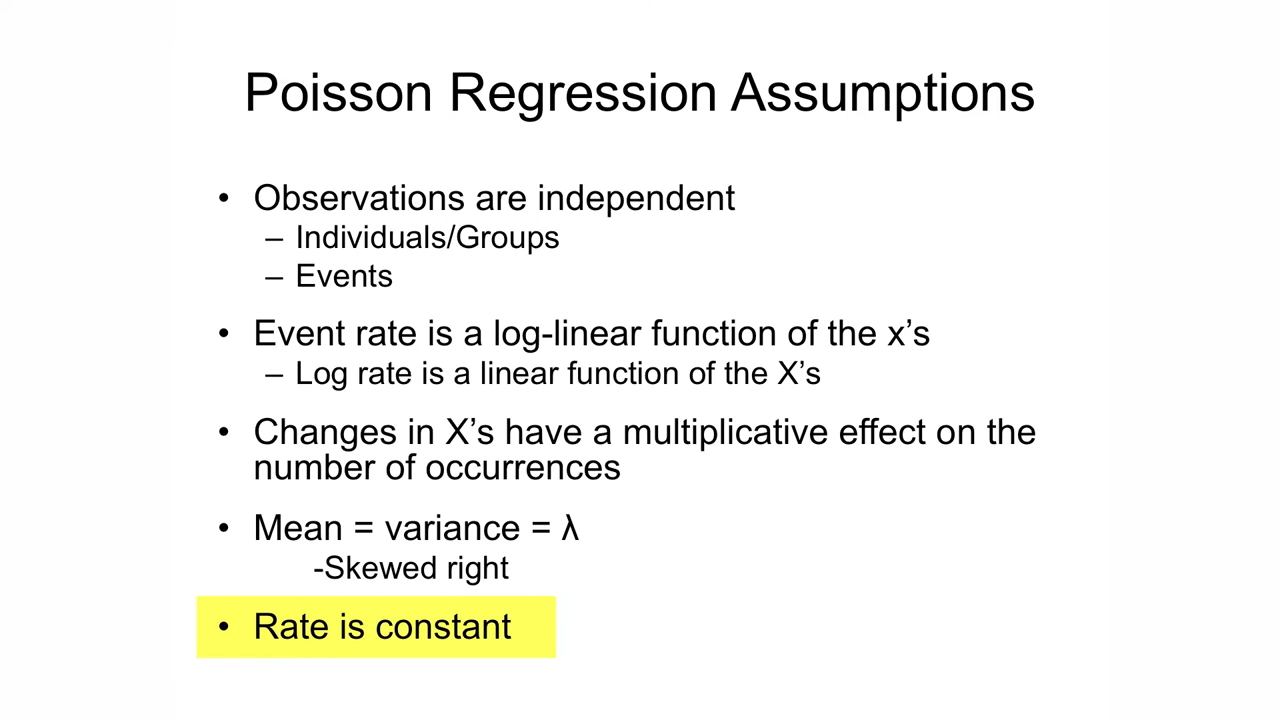 Poisson Regression Assumptions
• Observations are independent
– Individuals/Groups
– Events
• Event rate is a log-linear function of the x’s
– Log rate is a linear function of the X’s
• Changes in X’s have a multiplicative effect on the
number of occurrences
• Mean = variance = λ
-Skewed right
• Rate is constant